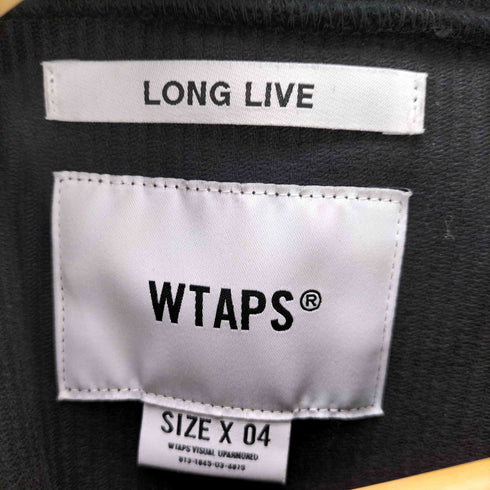 LONG LIVE
WTAPS®
SIZE X 04
WTAPS VISUAL UPARMORED